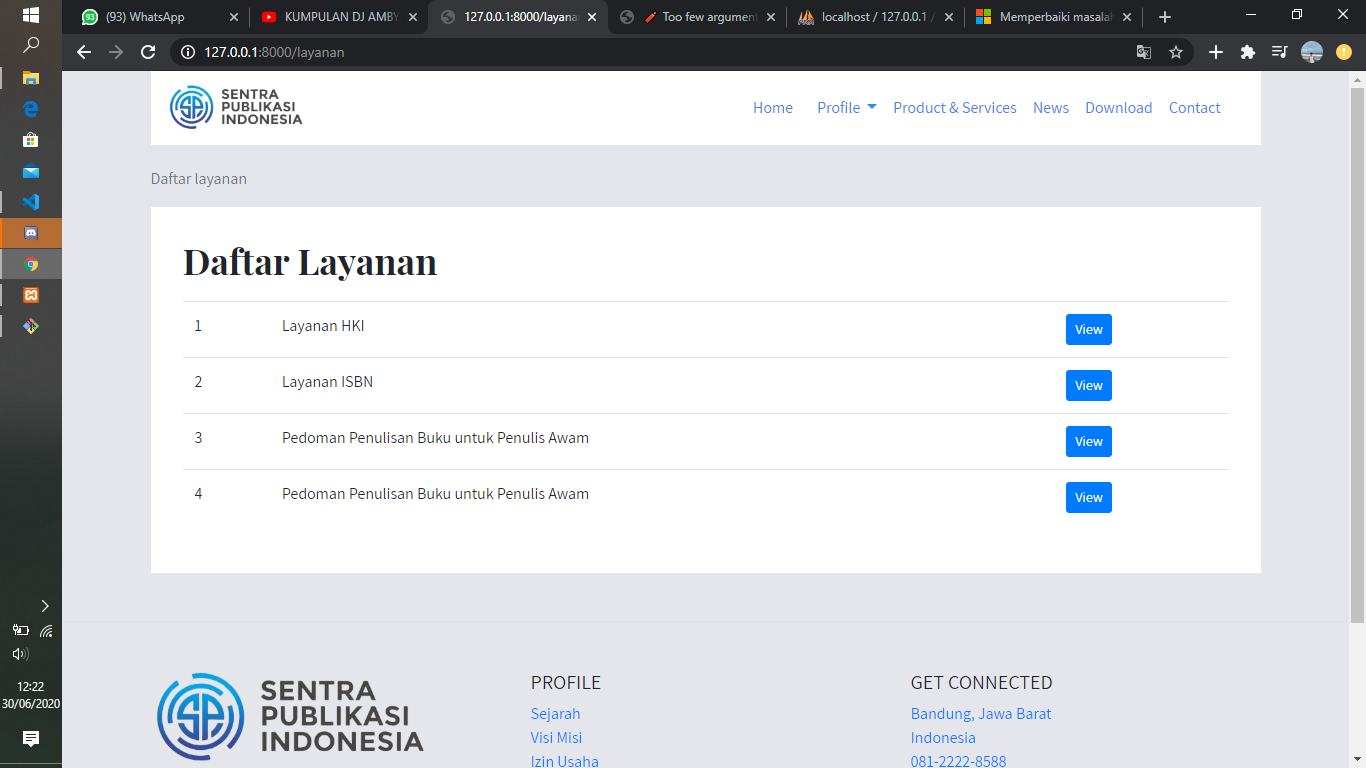 (93) WhatsApp
KUMPULAN DJ AMBY
127.0.0.1:8000/layana
Too few argument
localhost / 127.0.0.1 /
Memperbaiki masalah
127.0.0.1:8000/layanan
SENTRA
PUBLIKASI
INDONESIA
Home Profile Product & Services News Download Contact
Daftar layanan
Daftar Layanan
1 Layanan HKI View
2 Layanan ISBN View
3 Pedoman Penulisan Buku untuk Penulis Awam View
4 Pedoman Penulisan Buku untuk Penulis Awam View
SENTRA
PUBLIKASI
INDONESIA
PROFILE
Sejarah
Visi Misi
Izin Usaha
GET CONNECTED
Bandung, Jawa Barat
Indonesia
081-2222-8588
12:22
30/06/2020